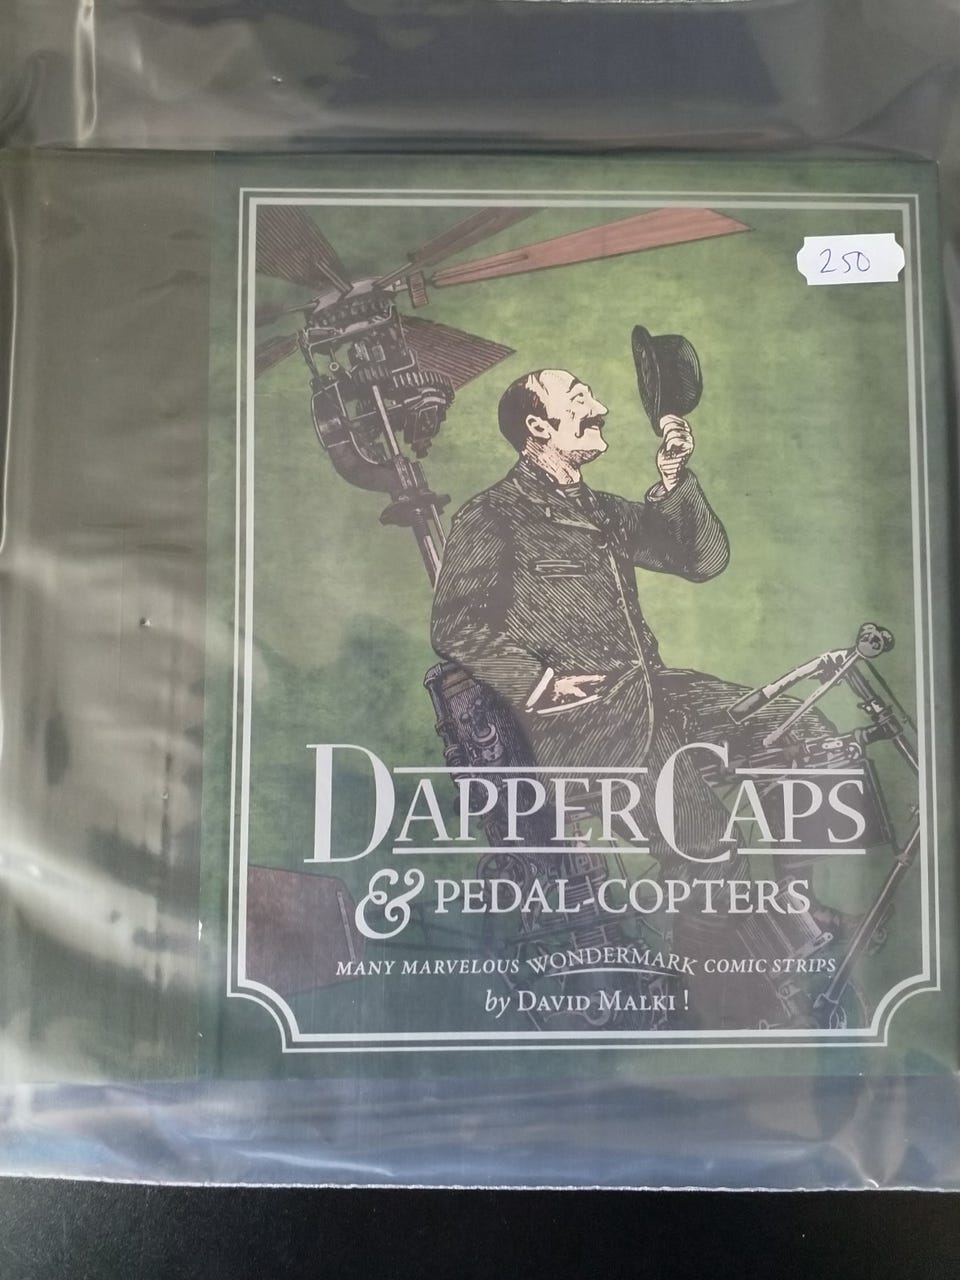 250
DAPPER CAPS
& PEDAL-COPTERS
MANY MARVELOUS WONDERMARK COMIC STRIPS
by DAVID MALKI !